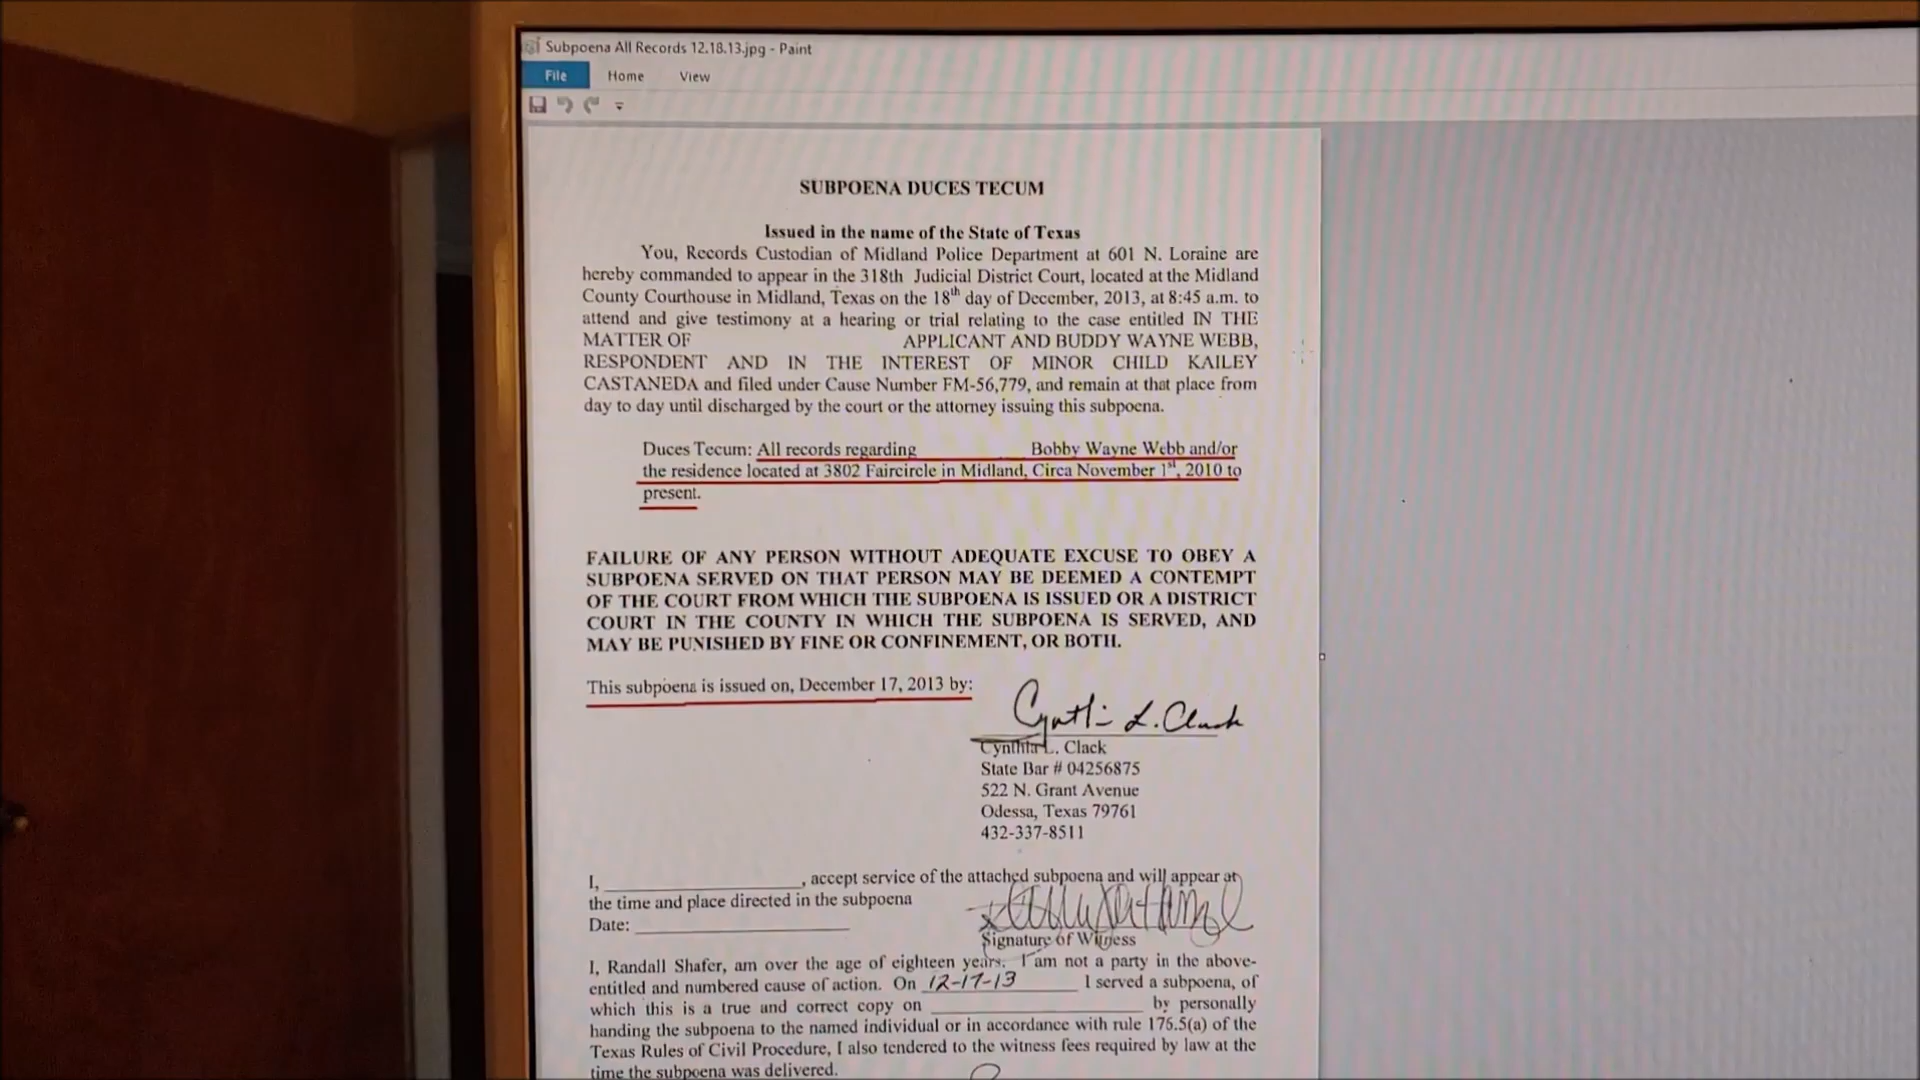 Subpoena All Records 12.18.13.jpg - Paint
File Home View
SUBPOENA DUCES TECUM
Issued in the name of the State of Texas
You, Records Custodian of Midland Police Department at 601 N. Loraine are
hereby commanded to appear in the 318th Judicial District Court, located at the Midland
County Courthouse in Midland, Texas on the 18th day of December, 2013, at 8:45 a.m. to
attend and give testimony at a hearing or trial relating to the case entitled IN THE
MATTER OF APPLICANT AND BUDDY WAYNE WEBB,
RESPONDENT AND IN THE INTEREST OF MINOR CHILD KAILEY
CASTANEDA and filed under Cause Number FM-56,779, and remain at that place from
day to day until discharged by the court or the attorney issuing this subpoena.
Duces Tecum: All records regarding Bobby Wayne Webb and/or
the residence located at 3802 Faircircle in Midland, Circa November 1st, 2010 to
present.
FAILURE OF ANY PERSON WITHOUT ADEQUATE EXCUSE TO OBEY A
SUBPOENA SERVED ON THAT PERSON MAY BE DEEMED A CONTEMPT
OF THE COURT FROM WHICH THE SUBPOENA IS ISSUED OR A DISTRICT
COURT IN THE COUNTY IN WHICH THE SUBPOENA IS SERVED, AND
MAY BE PUNISHED BY FINE OR CONFINEMENT, OR BOTH.
This subpoena is issued on, December 17, 2013 by:
Cynthia L. Clack
Cynthia L. Clack
State Bar # 04256875
522 N. Grant Avenue
Odessa, Texas 79761
432-337-8511
I, ____________, accept service of the attached subpoena and will appear at
the time and place directed in the subpoena
Date: ____________
Signature of Witness
I, Randall Shafer, am over the age of eighteen years. I am not a party in the above-
entitled and numbered cause of action. On 12-17-13 I served a subpoena, of
which this is a true and correct copy on ____________ by personally
handing the subpoena to the named individual or in accordance with rule 176.5(a) of the
Texas Rules of Civil Procedure, I also tendered to the witness fees required by law at the
time the subpoena was delivered.